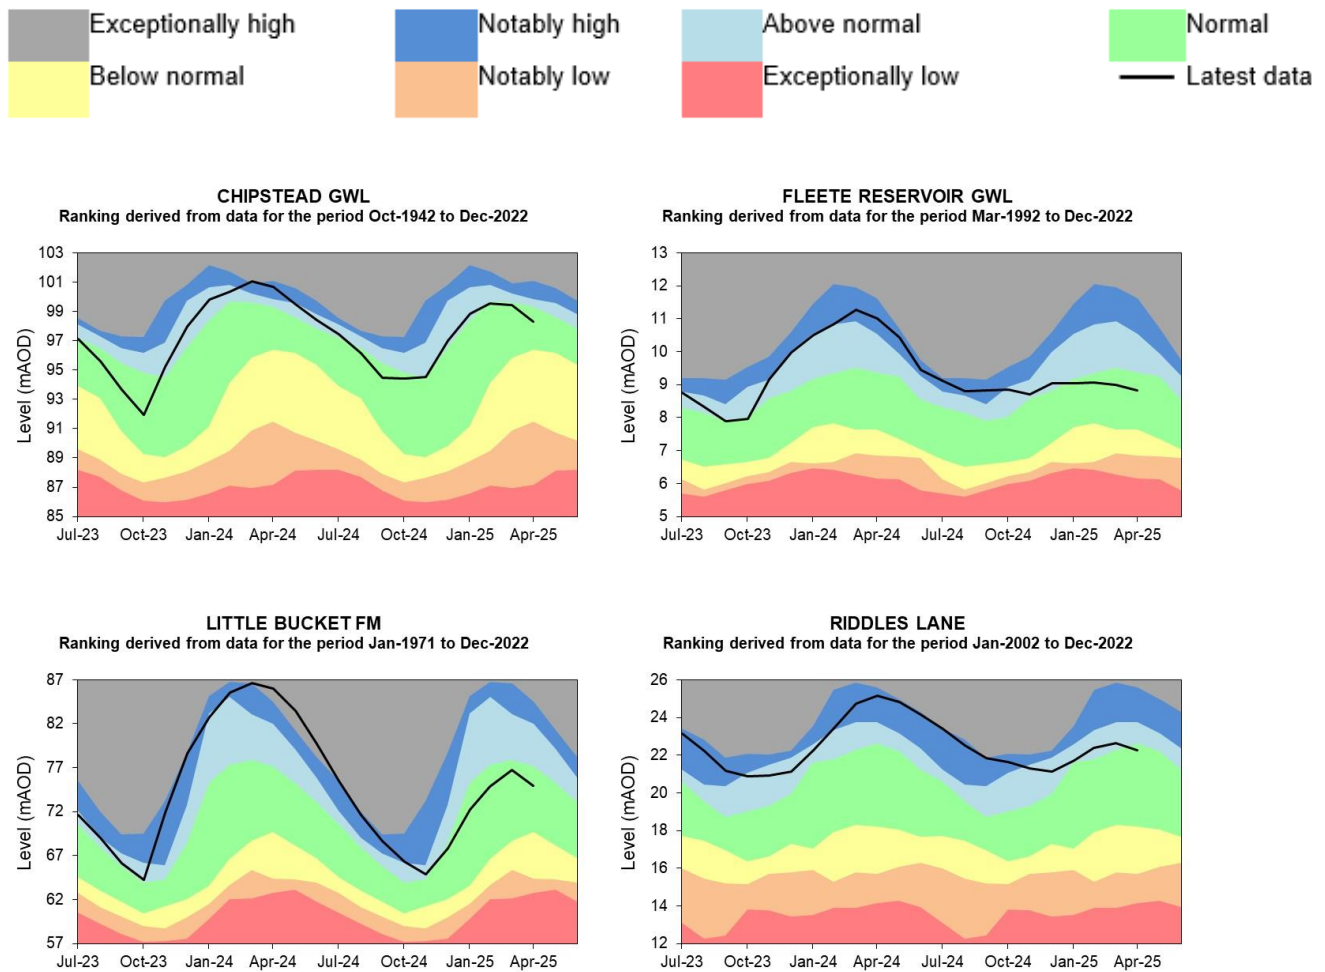 Exceptionally high Notably high Above normal Normal
Below normal Notably low Exceptionally low Latest data
CHIPSTEAD GWL
Ranking derived from data for the period Oct-1942 to Dec-2022
Level (mAOD)
103
101
99
97
95
93
91
89
87
85
Jul-23 Oct-23 Jan-24 Apr-24 Jul-24 Oct-24 Jan-25 Apr-25
FLEETE RESERVOIR GWL
Ranking derived from data for the period Mar-1992 to Dec-2022
Level (mAOD)
13
12
11
10
9
8
7
6
5
Jul-23 Oct-23 Jan-24 Apr-24 Jul-24 Oct-24 Jan-25 Apr-25
LITTLE BUCKET FM
Ranking derived from data for the period Jan-1971 to Dec-2022
Level (mAOD)
87
82
77
72
67
62
57
Jul-23 Oct-23 Jan-24 Apr-24 Jul-24 Oct-24 Jan-25 Apr-25
RIDDLES LANE
Ranking derived from data for the period Jan-2002 to Dec-2022
Level (mAOD)
26
24
22
20
18
16
14
12
Jul-23 Oct-23 Jan-24 Apr-24 Jul-24 Oct-24 Jan-25 Apr-25